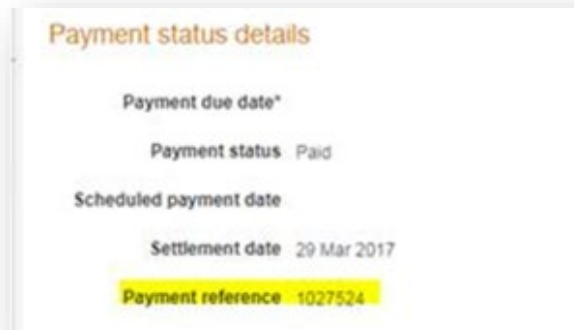 Payment status details
Payment due date*
Payment status Paid
Scheduled payment date
Settlement date 29 Mar 2017
Payment reference 1027524